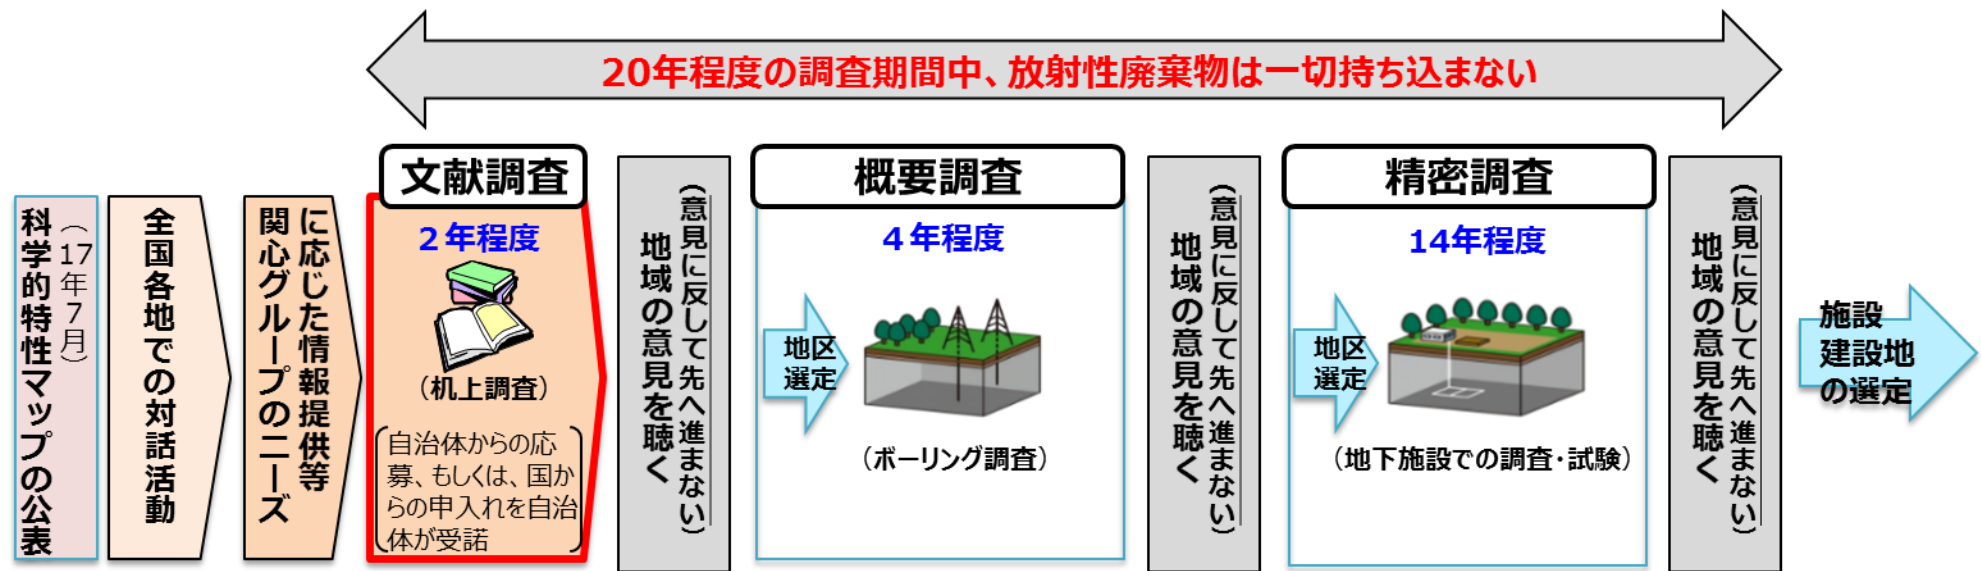 20年程度の調査期間中、放射性廃棄物は一切持ち込まない
科学的特性マップの公表
（17年7月）
全国各地での対話活動
関心グループのニーズ
に応じた情報提供等
文献調査
２年程度
（机上調査）
自治体からの応
募、もしくは、国か
らの申入れを自治
体が受諾
地域の意見を聴く
（意見に反して先へ進まない）
概要調査
４年程度
地区
選定
（ボーリング調査）
地域の意見を聴く
（意見に反して先へ進まない）
精密調査
14年程度
地区
選定
（地下施設での調査・試験）
地域の意見を聴く
（意見に反して先へ進まない）
施設
建設地
の選定